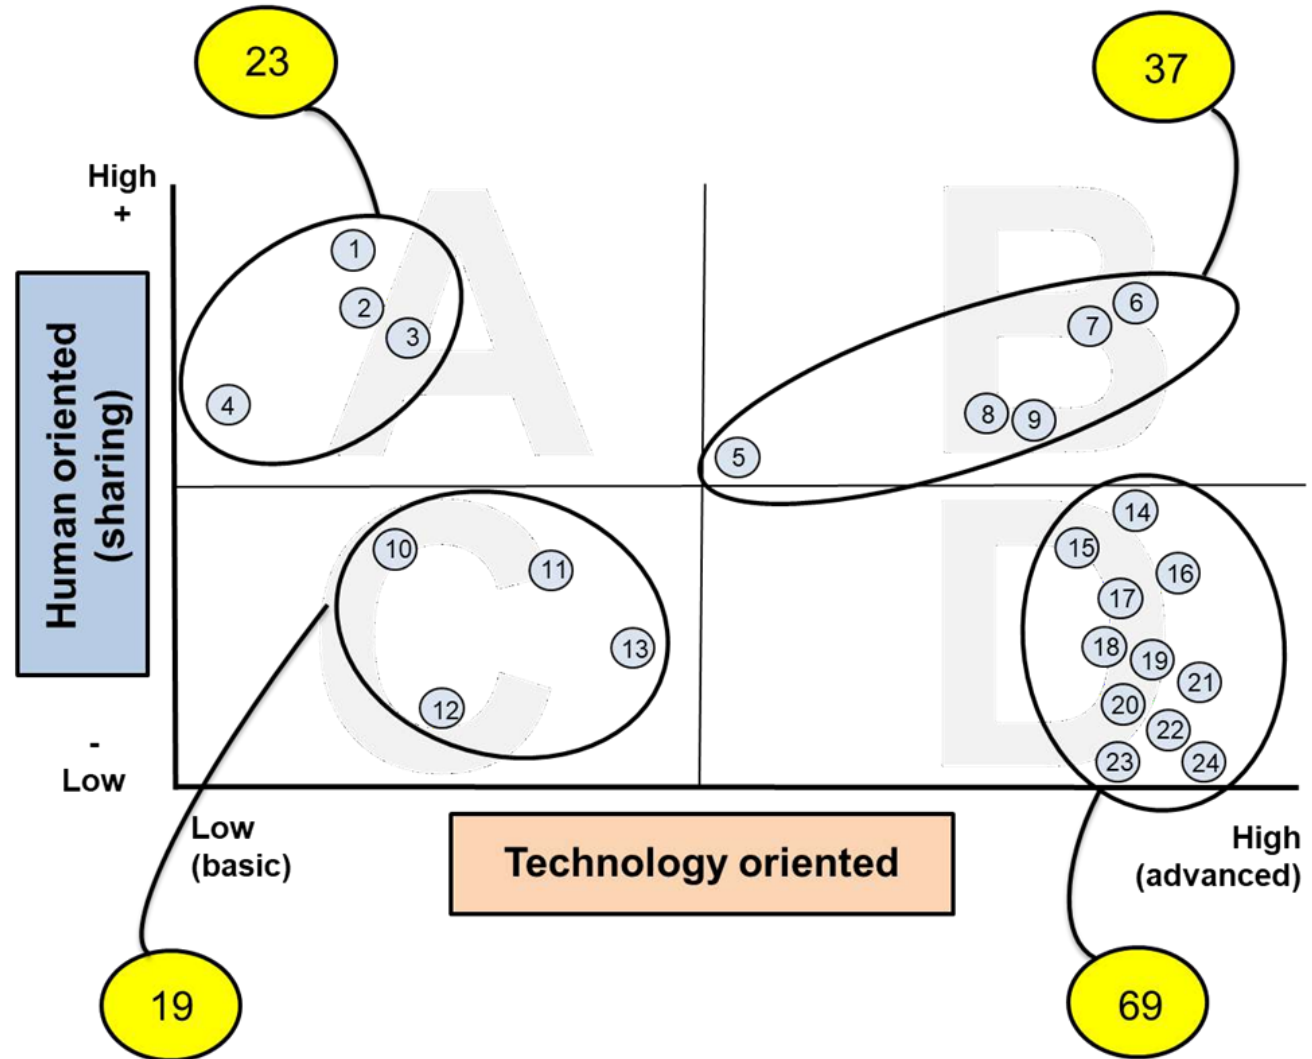 23
37
High
+
A
B
1
2
3
4
6
7
8
9
5
Human oriented
(sharing)
C
D
10
11
13
12
14
15
16
17
18
19
21
20
22
23
24
-
Low
Low
(basic)
Technology oriented
High
(advanced)
19
69